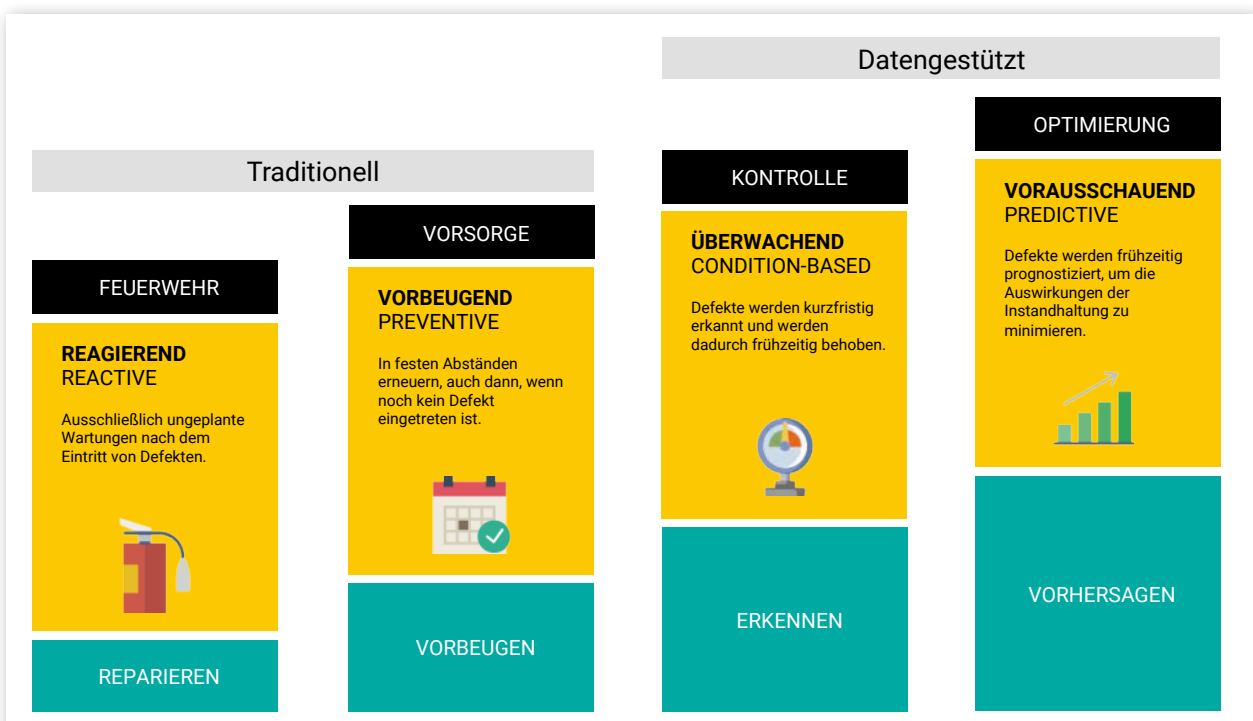 Traditionell
FEUERWEHR
REAGIEREND
REACTIVE
Ausschließlich ungeplante
Wartungen nach dem
Eintritt von Defekten.
REPARIEREN
VORSORGE
VORBEUGEND
PREVENTIVE
In festen Abständen
erneuern, auch dann, wenn
noch kein Defekt
eingetreten ist.
VORBEUGEN
Datengestützt
KONTROLLE
ÜBERWACHEND
CONDITION-BASED
Defekte werden kurzfristig
erkannt und werden
dadurch frühzeitig behoben.
ERKENNEN
OPTIMIERUNG
VORAUSSCHAUEND
PREDICTIVE
Defekte werden frühzeitig
prognostiziert, um die
Auswirkungen der
Instandhaltung zu
minimieren.
VORHERSAGEN